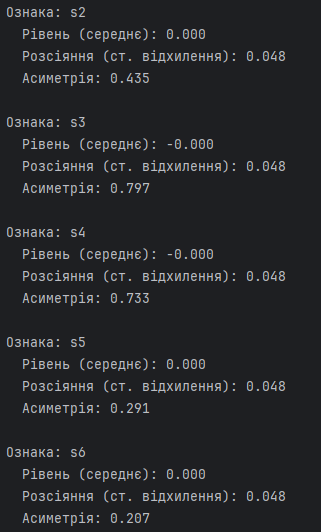 Ознака: s2
Рівень (середнє): 0.000
Розсіяння (ст. відхилення): 0.048
Асиметрія: 0.435
Ознака: s3
Рівень (середнє): -0.000
Розсіяння (ст. відхилення): 0.048
Асиметрія: 0.797
Ознака: s4
Рівень (середнє): -0.000
Розсіяння (ст. відхилення): 0.048
Асиметрія: 0.733
Ознака: s5
Рівень (середнє): 0.000
Розсіяння (ст. відхилення): 0.048
Асиметрія: 0.291
Ознака: s6
Рівень (середнє): 0.000
Розсіяння (ст. відхилення): 0.048
Асиметрія: 0.207